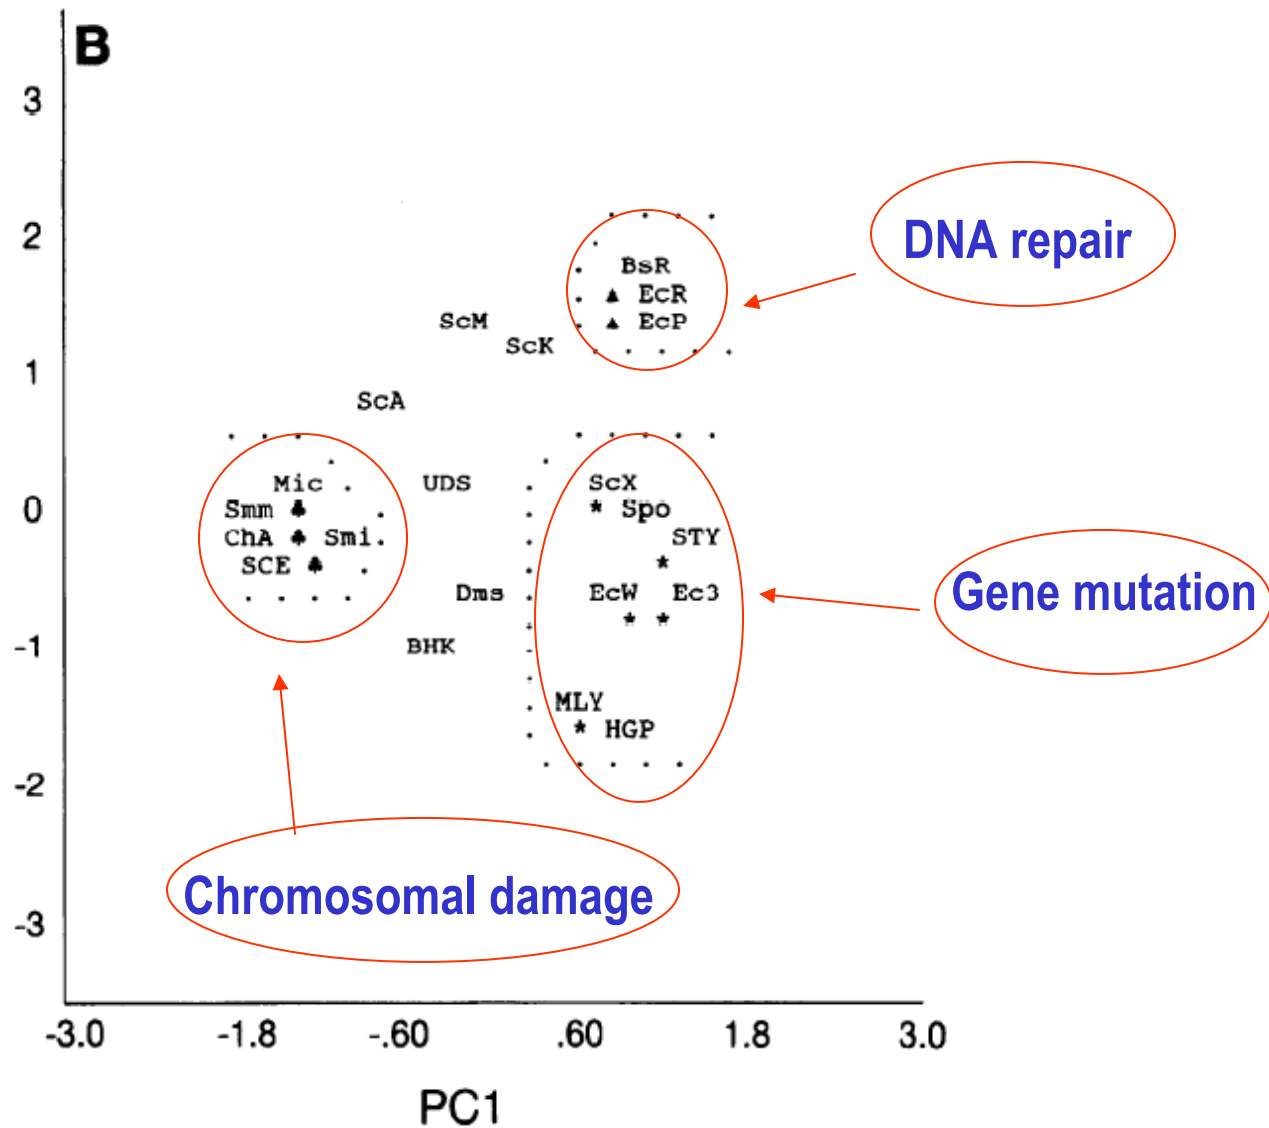 B
3
2
1
0
-1
-2
-3
DNA repair
BsR
EcR
EcP
ScM
ScK
ScA
Mic
UDS
ScX
Smm
Spo
ChA
Smi
STY
SCE
Dms
EcW
Ec3
Gene mutation
BHK
MLY
HGP
Chromosomal damage
-3.0
-1.8
-.60
.60
1.8
3.0
PC1